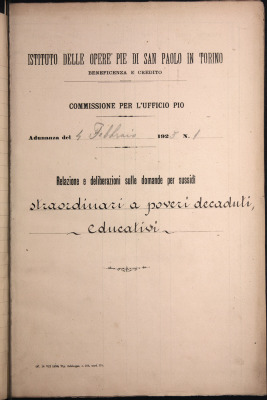 ISTITUTO DELLE OPERE PIE DI SAN PAOLO IN TORINO
BENEFICENZA E CREDITO
COMMISSIONE PER L'UFFICIO PIO
Adunanza del 4 Febbraio 192 N. 1
Relazione e deliberazioni sulle domande per sussidi
straordinari a poveri decaduti,
educativi